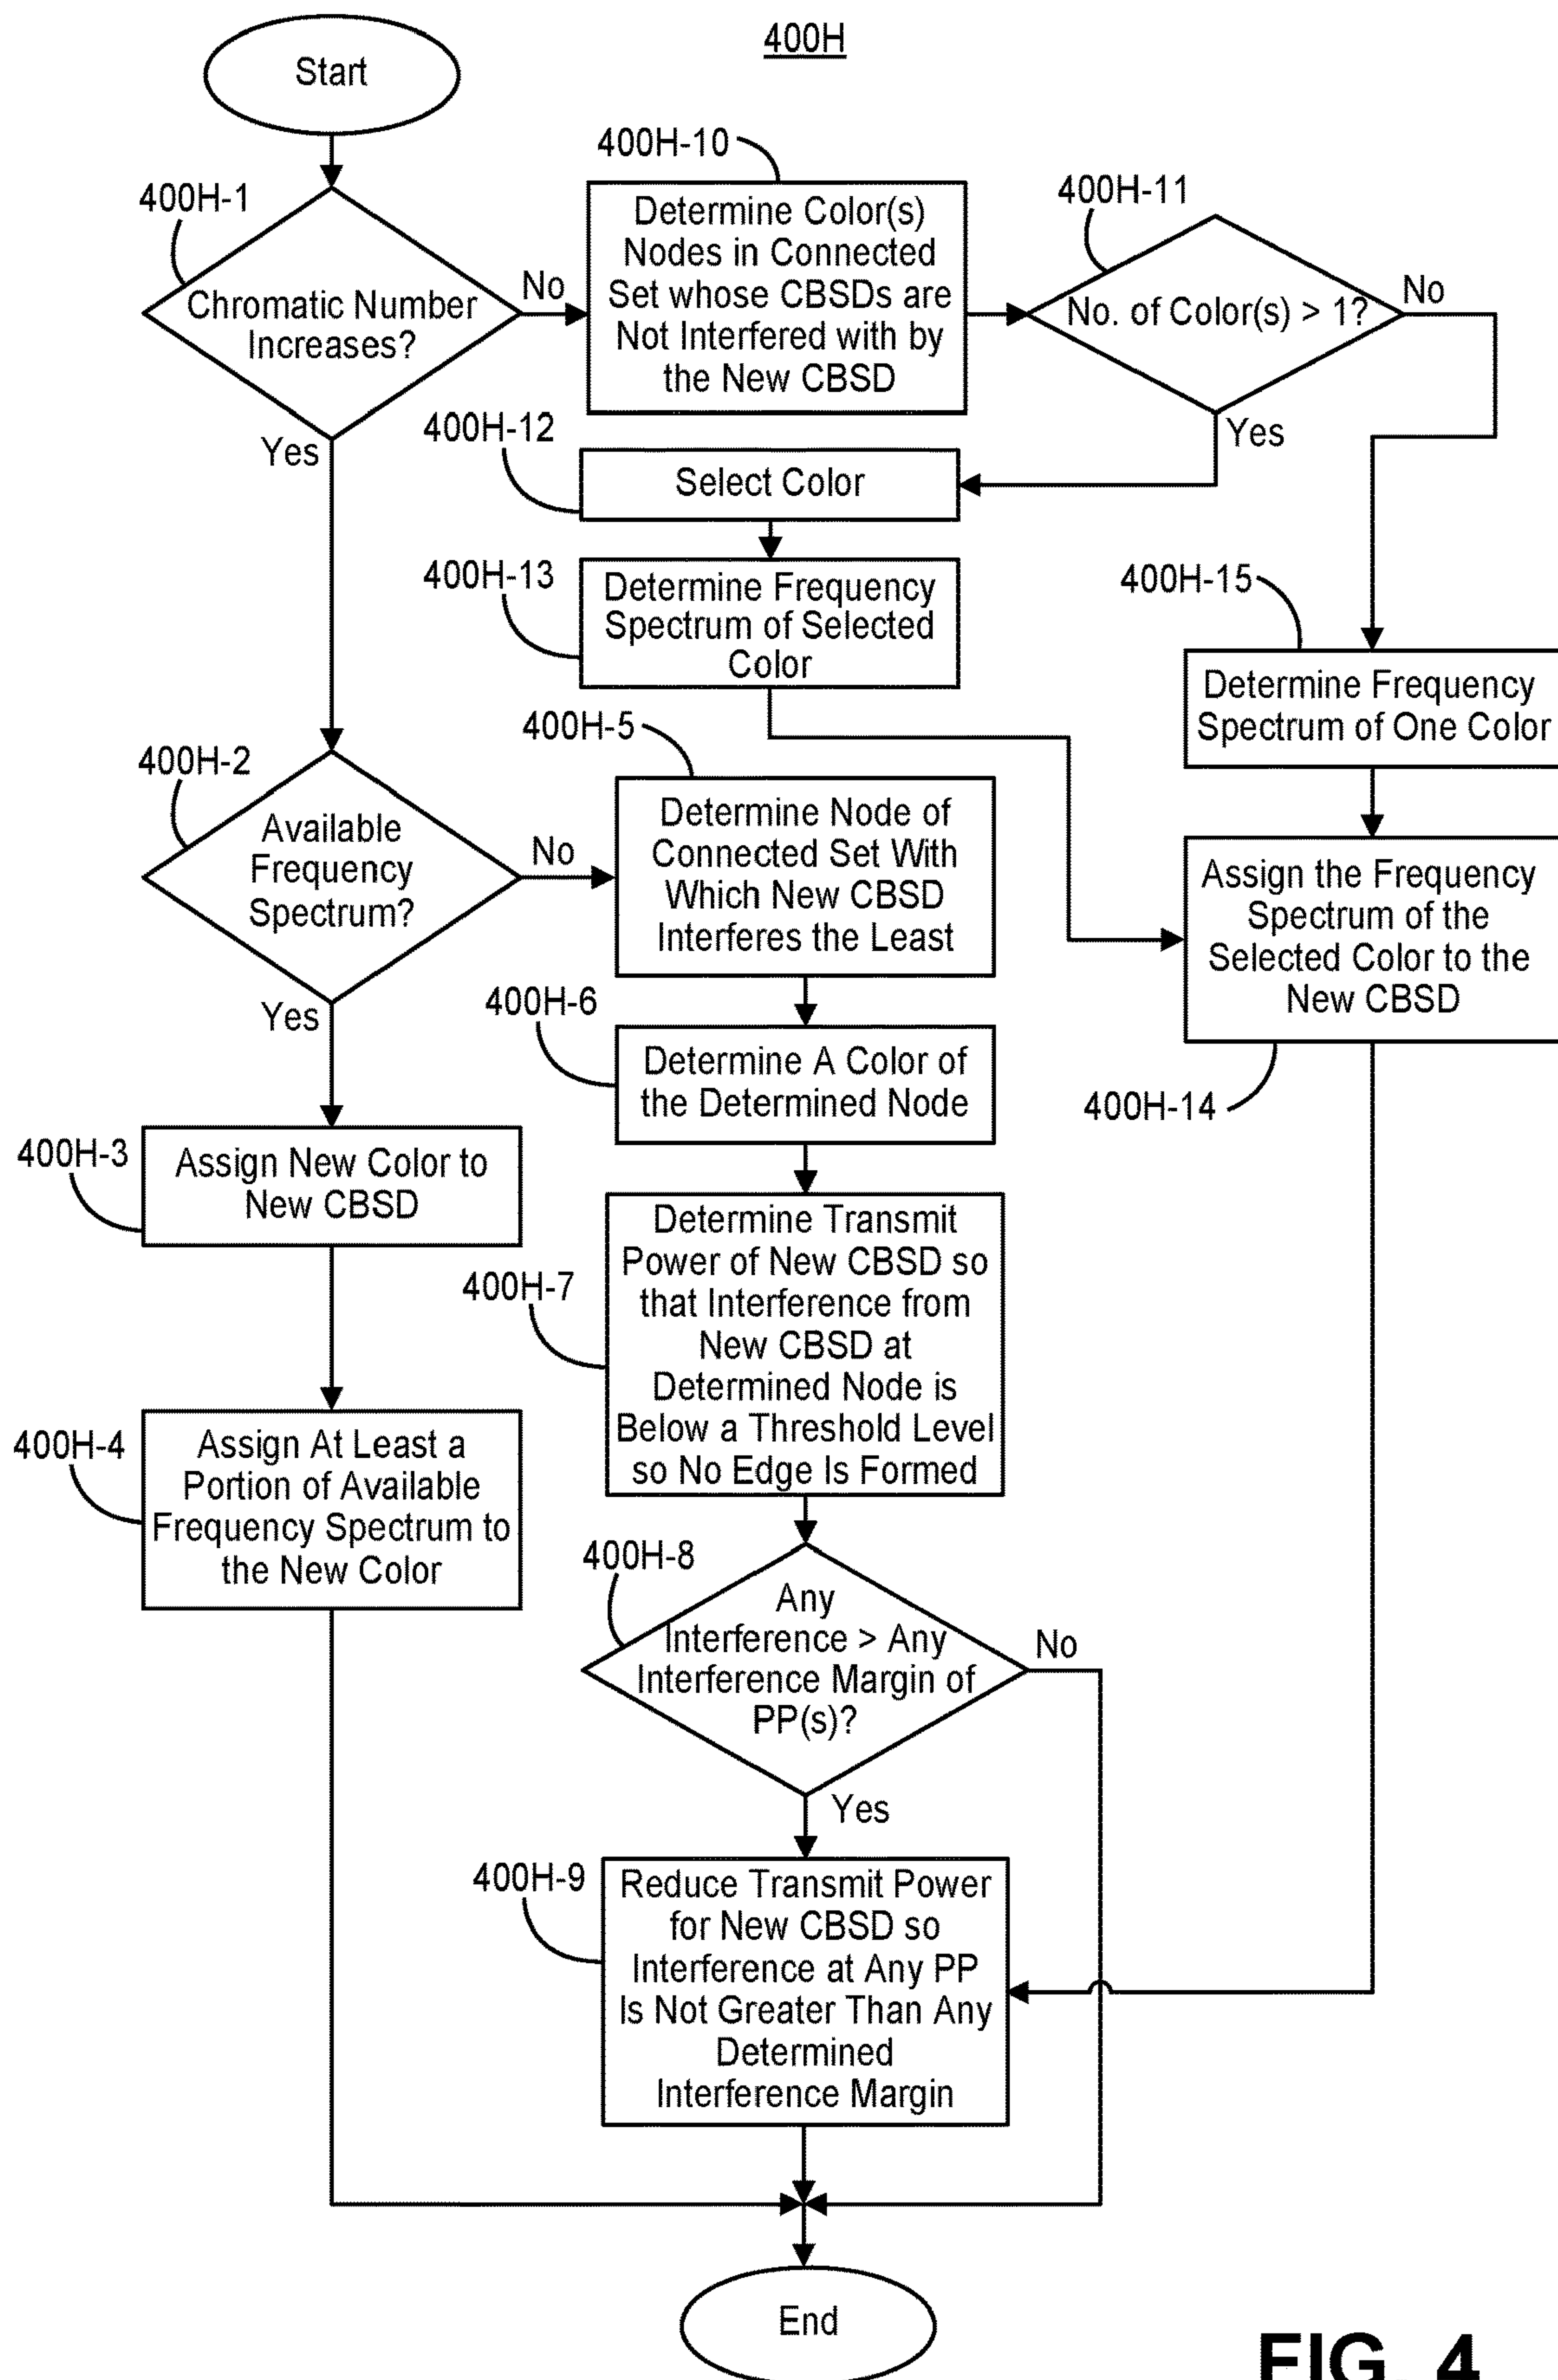 400H
Start
400H-1
Chromatic Number
Increases?
No
Yes
400H-10
Determine Color(s)
Nodes in Connected
Set whose CBSDs are
Not Interfered with by
the New CBSD
400H-11
No. of Color(s) > 1?
No
Yes
400H-12
Select Color
400H-13
Determine Frequency
Spectrum of Selected
Color
400H-15
Determine Frequency
Spectrum of One Color
400H-2
Available
Frequency
Spectrum?
No
Yes
400H-5
Determine Node of
Connected Set With
Which New CBSD
Interferes the Least
Assign the Frequency
Spectrum of the
Selected Color to the
New CBSD
400H-14
400H-6
Determine A Color of
the Determined Node
400H-3
Assign New Color to
New CBSD
400H-7
Determine Transmit
Power of New CBSD so
that Interference from
New CBSD at
Determined Node is
Below a Threshold Level
so No Edge Is Formed
400H-4
Assign At Least a
Portion of Available
Frequency Spectrum to
the New Color
400H-8
Any
Interference > Any
Interference Margin of
PP(s)?
No
Yes
400H-9
Reduce Transmit Power
for New CBSD so
Interference at Any PP
Is Not Greater Than Any
Determined
Interference Margin
End
FIG. 4